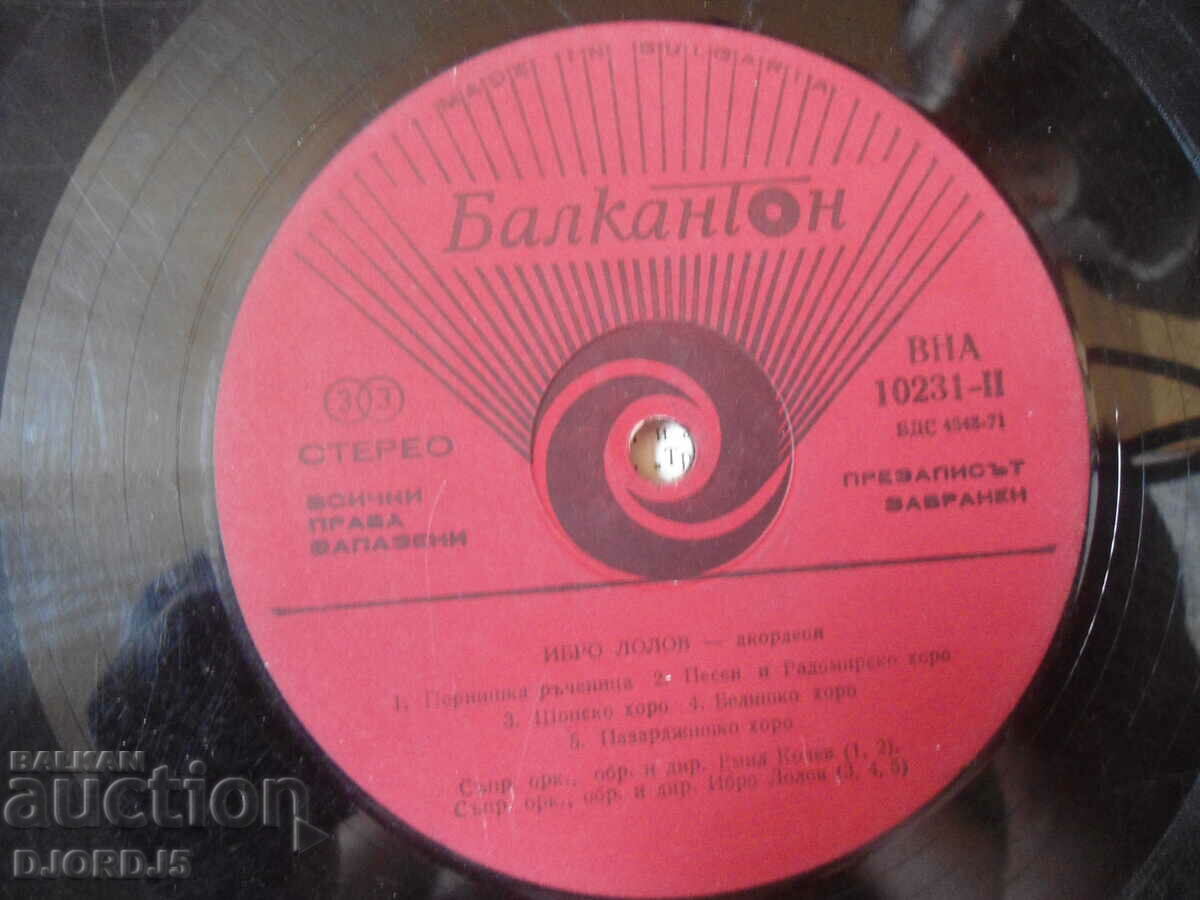 MADE IN BULGARIA
Балкантон
ВНА
10231-II
БДС 4548-71
33
СТЕРЕО
ВСИЧКИ
ПРАВА
ЗАПАЗЕНИ
ПРЕЗАПИСЪТ
ЗАБРАНЕН
ИБРО ЛОЛОВ — акордеон
1. Пернишка ръченица 2. Песен и Радомирско хоро
3. Шопско хоро 4. Белишко хоро
5. Пазарджишко хоро
Съпр. орк., обр. и дир. Емил Колев (1, 2).
Съпр. орк., обр. и дир. Ибро Лолов (3, 4, 5)
BALKAN
auction
DJORDJ5